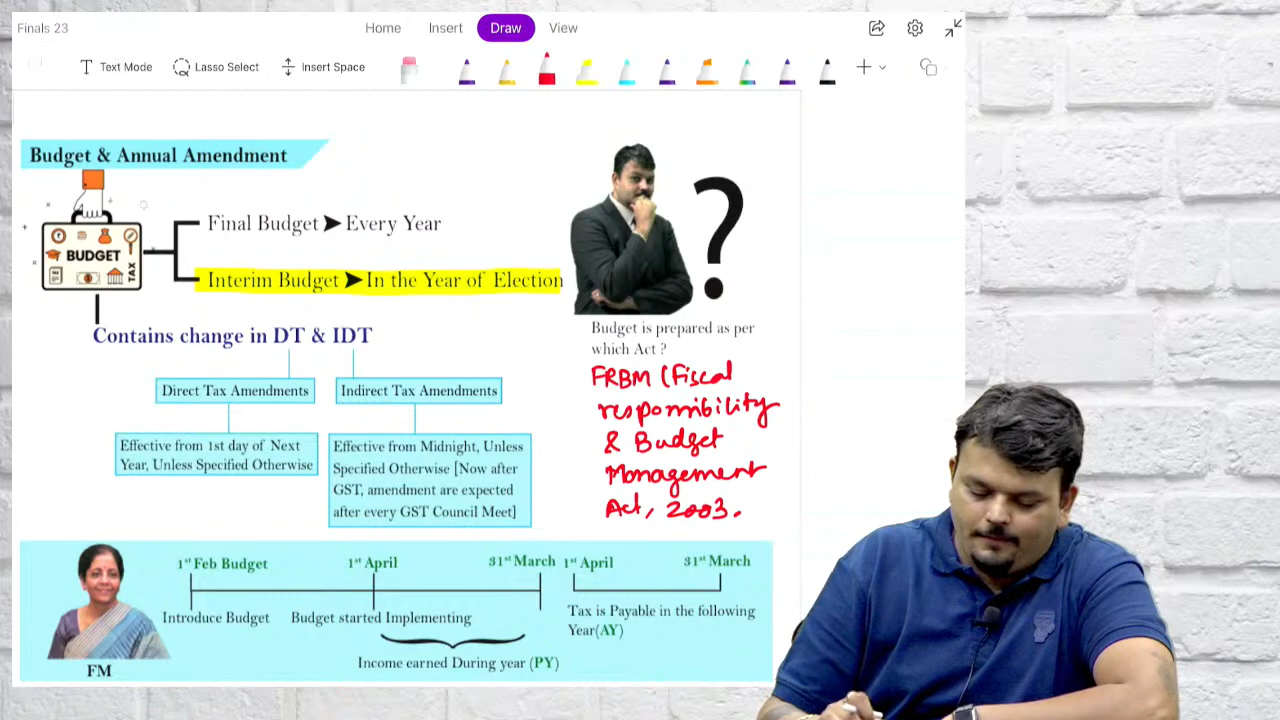 Finals 23
Home Insert Draw View
Text Mode Lasso Select Insert Space
Budget & Annual Amendment
BUDGET
TAX
TAX
Final Budget ➤ Every Year
Interim Budget ➤ In the Year of Election
Contains change in DT & IDT
Direct Tax Amendments
Indirect Tax Amendments
Effective from 1st day of Next
Year, Unless Specified Otherwise
Effective from Midnight, Unless
Specified Otherwise [Now after
GST, amendment are expected
after every GST Council Meet]
?
Budget is prepared as per
which Act ?
FRBM (Fiscal
responsibility
& Budget
Management
Act, 2003.
1st Feb Budget
1st April
31st March
1st April
31st March
Introduce Budget
Budget started Implementing
Tax is Payable in the following
Year(AY)
Income earned During year (PY)
FM